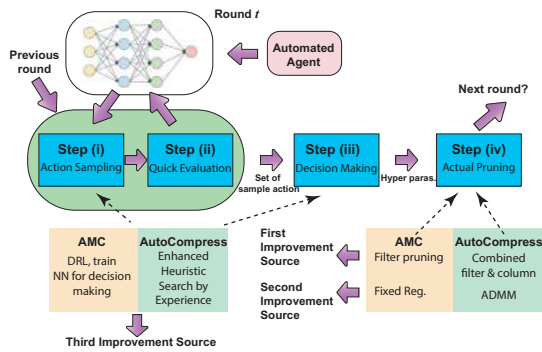 Round t
Previous
round
Automated
Agent
Next round?
Step (i)
Action Sampling
Step (ii)
Quick Evaluation
Set of
sample action
Step (iii)
Decision Making
Hyper paras.
Step (iv)
Actual Pruning
AMC
DRL, train
NN for decision
making
AutoCompress
Enhanced
Heuristic
Search by
Experience
Third Improvement Source
First
Improvement
Source
Second
Improvement
Source
AMC
Filter pruning
Fixed Reg.
AutoCompress
Combined
filter & column
ADMM